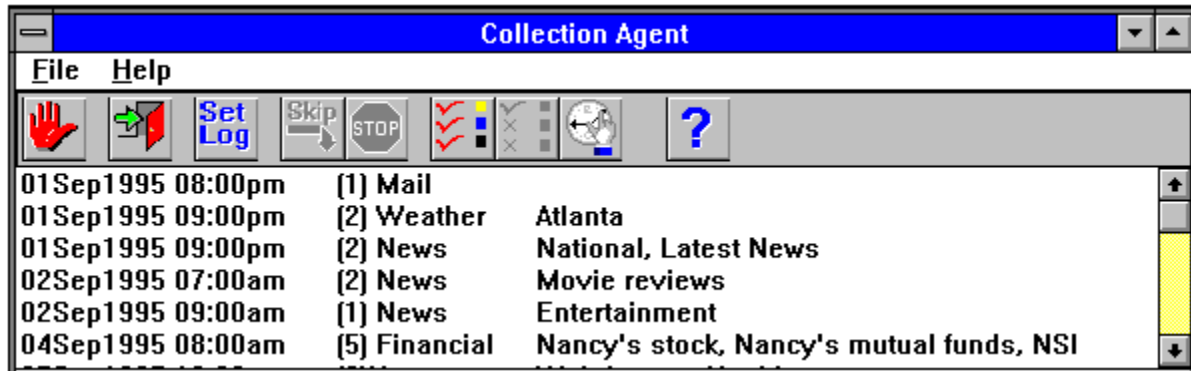 Collection Agent
File Help
Set Log Skip STOP ?
01Sep1995 08:00pm (1) Mail
01Sep1995 09:00pm (2) Weather Atlanta
01Sep1995 09:00pm (2) News National, Latest News
02Sep1995 07:00am (2) News Movie reviews
02Sep1995 09:00am (1) News Entertainment
04Sep1995 08:00am (5) Financial Nancy's stock, Nancy's mutual funds, NSI